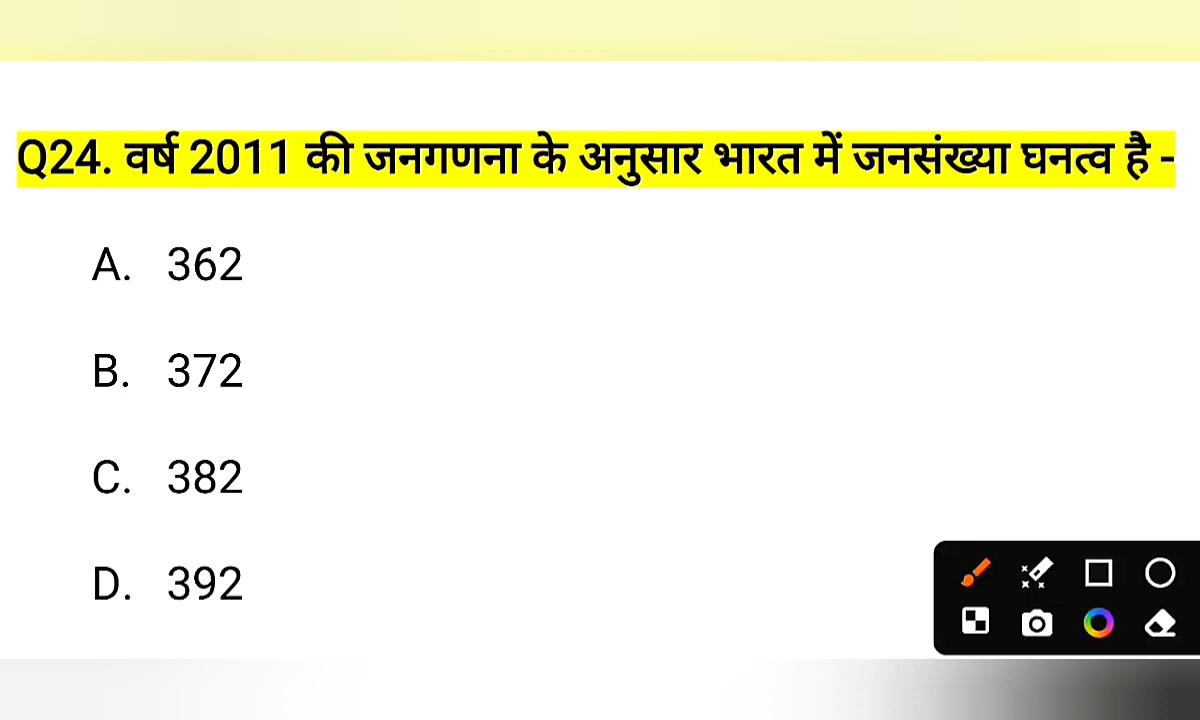 Q24. वर्ष 2011 की जनगणना के अनुसार भारत में जनसंख्या घनत्व है -
A. 362
B. 372
C. 382
D. 392